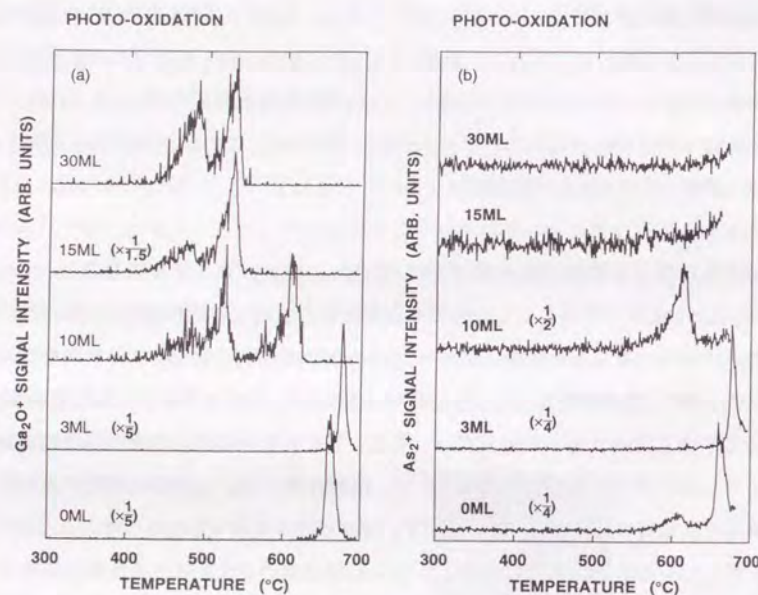 PHOTO-OXIDATION
(a)
Ga₂O⁺ SIGNAL INTENSITY (ARB. UNITS)
30ML
15ML (×1/1.5)
10ML
3ML (×1/5)
0ML (×1/5)
300 400 500 600 700
TEMPERATURE (°C)
PHOTO-OXIDATION
(b)
As₂⁺ SIGNAL INTENSITY (ARB. UNITS)
30ML
15ML
10ML (×1/2)
3ML (×1/4)
0ML (×1/4)
300 400 500 600 700
TEMPERATURE (°C)